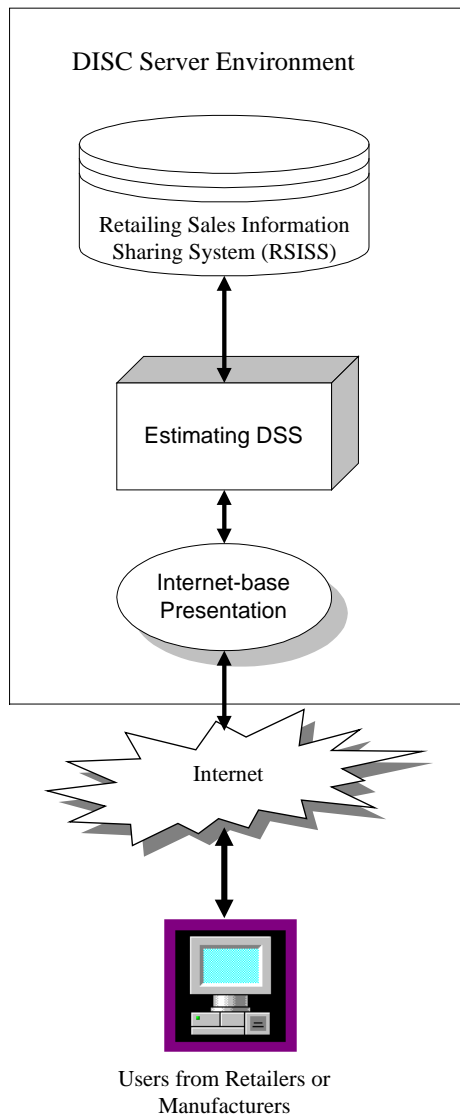 DISC Server Environment
Retailing Sales Information
Sharing System (RSISS)
Estimating DSS
Internet-base
Presentation
Internet
Users from Retailers or
Manufacturers